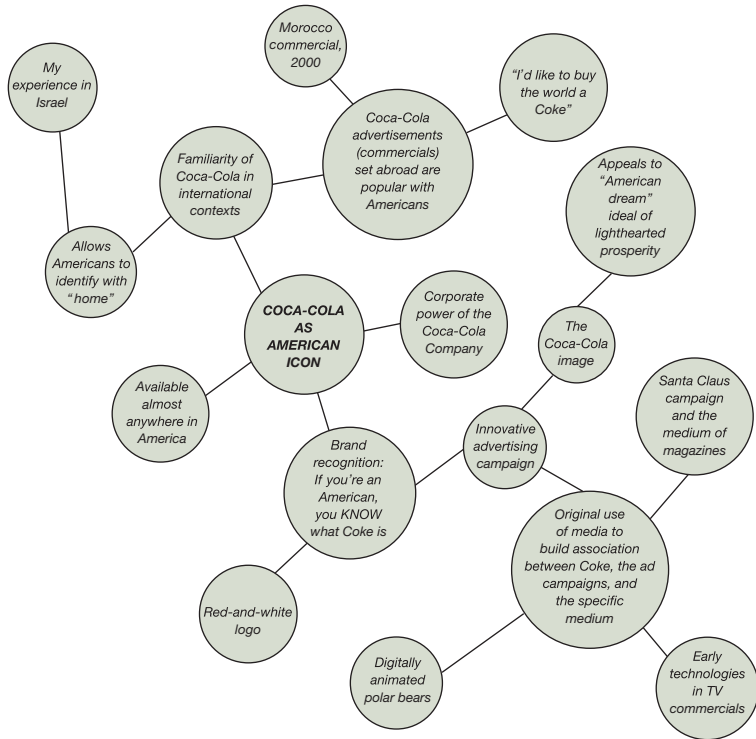 Morocco
commercial,
2000
My
experience in
Israel
“I’d like to buy
the world a
Coke”
Coca-Cola
advertisements
(commercials)
set abroad are
popular with
Americans
Familiarity of
Coca-Cola in
international
contexts
Appeals to
“American
dream”
ideal of
lighthearted
prosperity
Allows
Americans to
identify with
“home”
COCA-COLA
AS
AMERICAN
ICON
Corporate
power of the
Coca-Cola
Company
The
Coca-Cola
image
Available
almost
anywhere in
America
Santa Claus
campaign
and the
medium of
magazines
Innovative
advertising
campaign
Brand
recognition:
If you’re an
American,
you KNOW
what Coke is
Original use
of media to
build association
between Coke, the ad
campaigns, and
the specific
medium
Red-and-white
logo
Digitally
animated
polar bears
Early
technologies
in TV
commercials